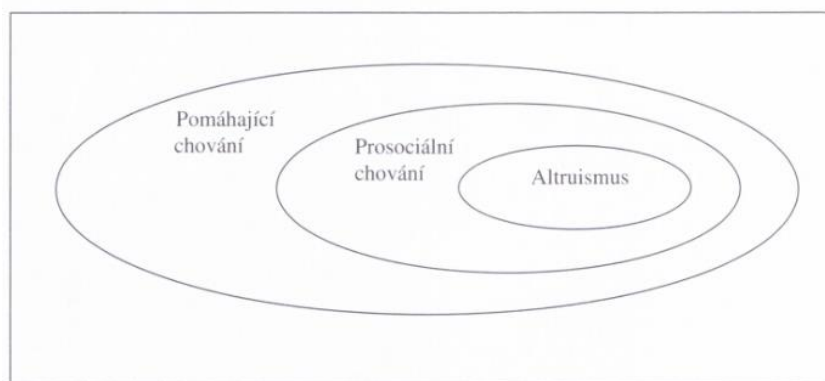 Pomáhající
chování
Prosociální
chování
Altruismus